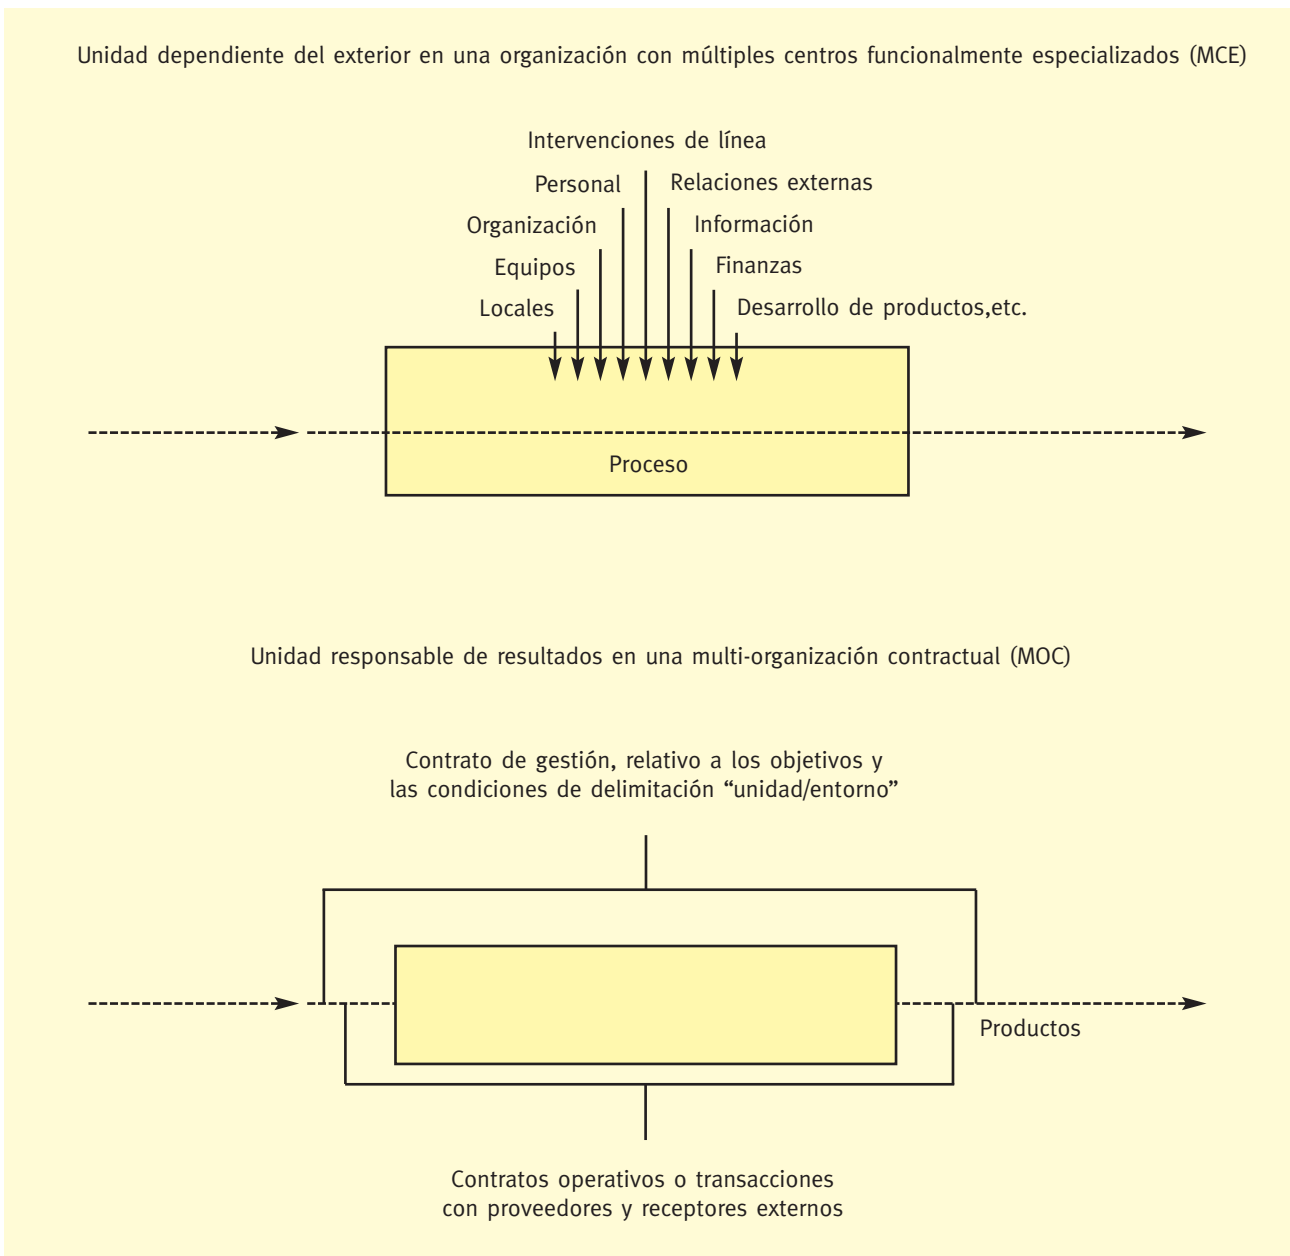 Unidad dependiente del exterior en una organización con múltiples centros funcionalmente especializados (MCE)
Intervenciones de línea
Personal
Relaciones externas
Organización
Información
Equipos
Finanzas
Locales
Desarrollo de productos,etc.
Proceso
Unidad responsable de resultados en una multi-organización contractual (MOC)
Contrato de gestión, relativo a los objetivos y
las condiciones de delimitación “unidad/entorno”
Productos
Contratos operativos o transacciones
con proveedores y receptores externos